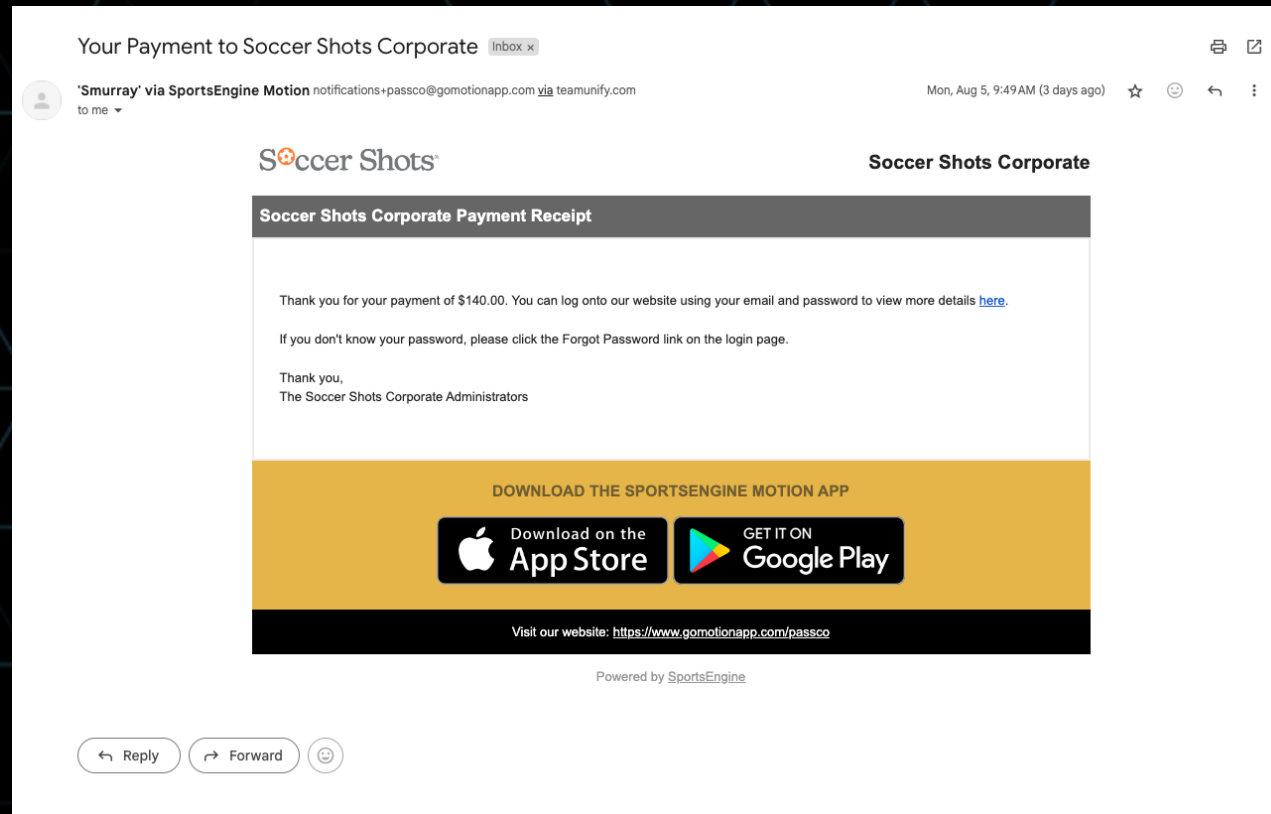 Your Payment to Soccer Shots Corporate Inbox ×
'Smurray' via SportsEngine Motion notifications+passco@gomotionapp.com via teamunify.com
Mon, Aug 5, 9:49 AM (3 days ago)
to me
Soccer Shots
Soccer Shots Corporate
Soccer Shots Corporate Payment Receipt
Thank you for your payment of $140.00. You can log onto our website using your email and password to view more details here.
If you don't know your password, please click the Forgot Password link on the login page.
Thank you,
The Soccer Shots Corporate Administrators
DOWNLOAD THE SPORTSENGINE MOTION APP
Download on the
App Store
GET IT ON
Google Play
Visit our website: https://www.gomotionapp.com/passco
Powered by SportsEngine
Reply
Forward